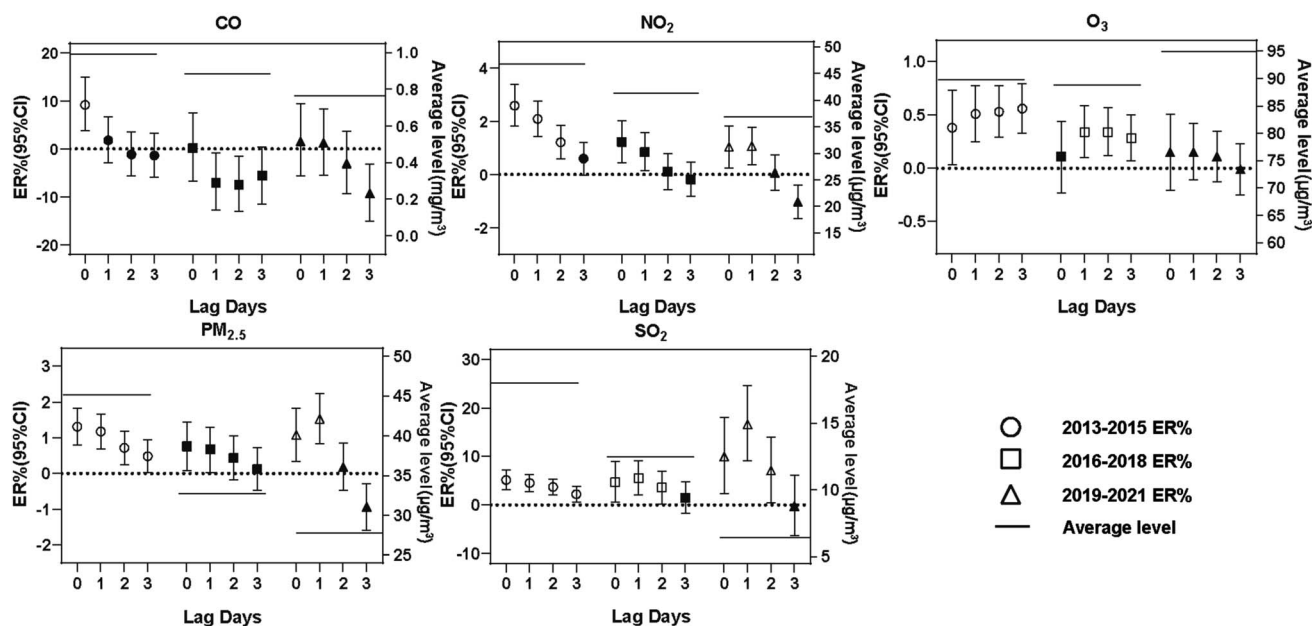 CO
ER%(95%CI)
20
10
0
-10
-20
1.0
0.8
0.6
0.4
0.2
0.0
Average level(mg/m³)
0 1 2 3 0 1 2 3 0 1 2 3
Lag Days
NO₂
ER%(95%CI)
4
2
0
-2
50
45
40
35
30
25
20
15
Average level(μg/m³)
0 1 2 3 0 1 2 3 0 1 2 3
Lag Days
O₃
ER%(95%CI)
1.0
0.5
0.0
-0.5
95
90
85
80
75
70
65
60
Average level(μg/m³)
0 1 2 3 0 1 2 3 0 1 2 3
Lag Days
PM₂.₅
ER%(95%CI)
3
2
1
0
-1
-2
50
45
40
35
30
25
Average level(μg/m³)
0 1 2 3 0 1 2 3 0 1 2 3
Lag Days
SO₂
ER%(95%CI)
30
20
10
0
-10
20
15
10
5
Average level(μg/m³)
0 1 2 3 0 1 2 3 0 1 2 3
Lag Days
2013-2015 ER%
2016-2018 ER%
2019-2021 ER%
Average level